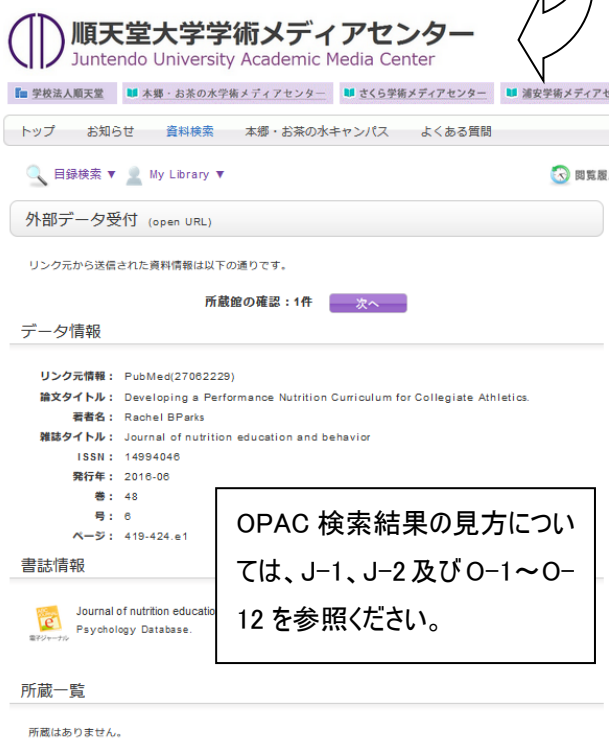 順天堂大学学術メディアセンター
Juntendo University Academic Media Center
学校法人順天堂 本郷・お茶の水学術メディアセンター さくら学術メディアセンター 浦安学術メディアセ
トップ お知らせ 資料検索 本郷・お茶の水キャンパス よくある質問
目録検索 ▼ My Library ▼ 閲覧履
外部データ受付 (open URL)
リンク元から送信された資料情報は以下の通りです。
所蔵館の確認：1件 次へ
データ情報
リンク元情報： PubMed(27062229)
論文タイトル： Developing a Performance Nutrition Curriculum for Collegiate Athletics.
著者名： Rachel BParks
雑誌タイトル： Journal of nutrition education and behavior
ISSN： 14994046
発行年： 2016-06
巻： 48
号： 6
ページ： 419-424.e1
書誌情報
電子ジャーナル
Journal of nutrition educatio
Psychology Database.
OPAC 検索結果の見方につい
ては、J-1、J-2 及び O-1～O-
12 を参照ください。
所蔵一覧
所蔵はありません。